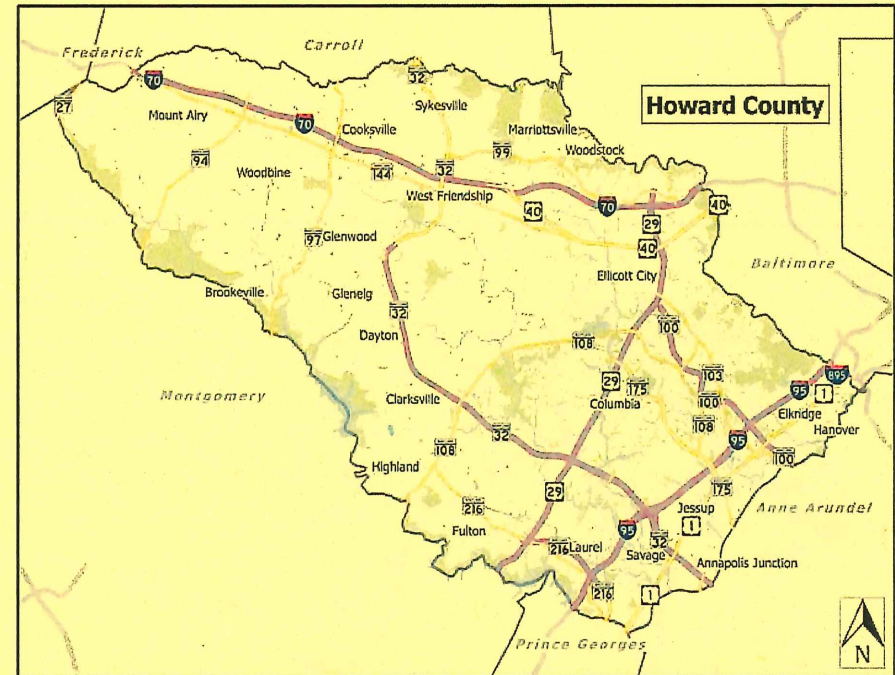 Frederick
Carroll
70
32
27
Sykesville
Howard County
Mount Airy
70
Cooksville
Marriottsville
99
Woodstock
94
Woodbine
144
32
West Friendship
40
70
29
40
97
Glenwood
40
Ellicott City
Baltimore
Brookeville
Glenelg
32
Dayton
100
108
Montgomery
29
175
103
95
895
1
Clarksville
Columbia
100
Elkridge
Hanover
108
32
108
95
100
Highland
29
175
Anne Arundel
216
Jessup
1
Fulton
95
216
Laurel
Savage
32
Annapolis Junction
216
1
Prince Georges
N